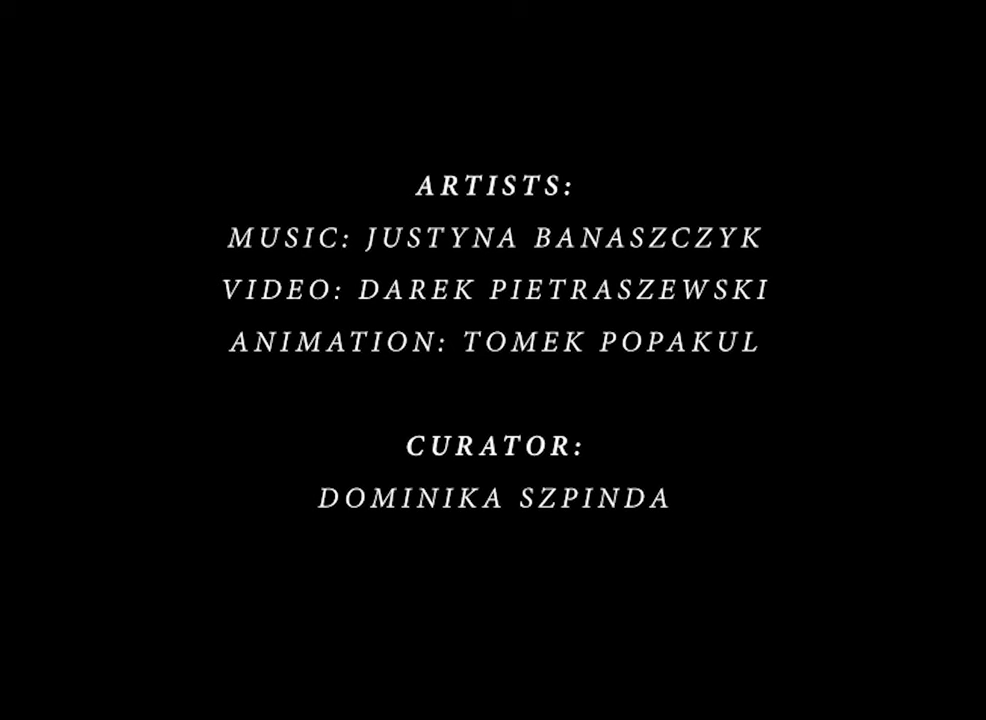 ARTISTS:
MUSIC: JUSTYNA BANASZCZYK
VIDEO: DAREK PIETRASZEWSKI
ANIMATION: TOMEK POPAKUL
CURATOR:
DOMINIKA SZPINDA